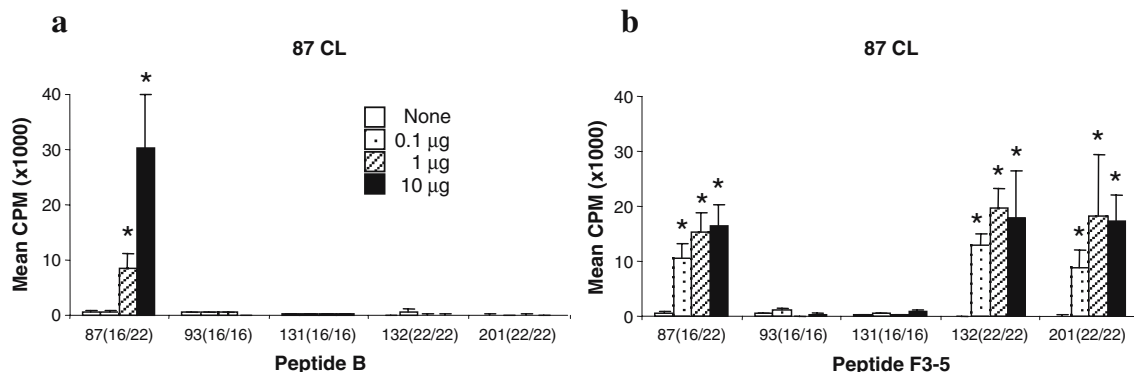 a
87 CL
Mean CPM (x1000)
40
30
20
10
0
*
*
None
0.1 µg
1 µg
10 µg
87(16/22) 93(16/16) 131(16/16) 132(22/22) 201(22/22)
Peptide B
b
87 CL
Mean CPM (x1000)
40
30
20
10
0
* * *
* * *
* * *
87(16/22) 93(16/16) 131(16/16) 132(22/22) 201(22/22)
Peptide F3-5